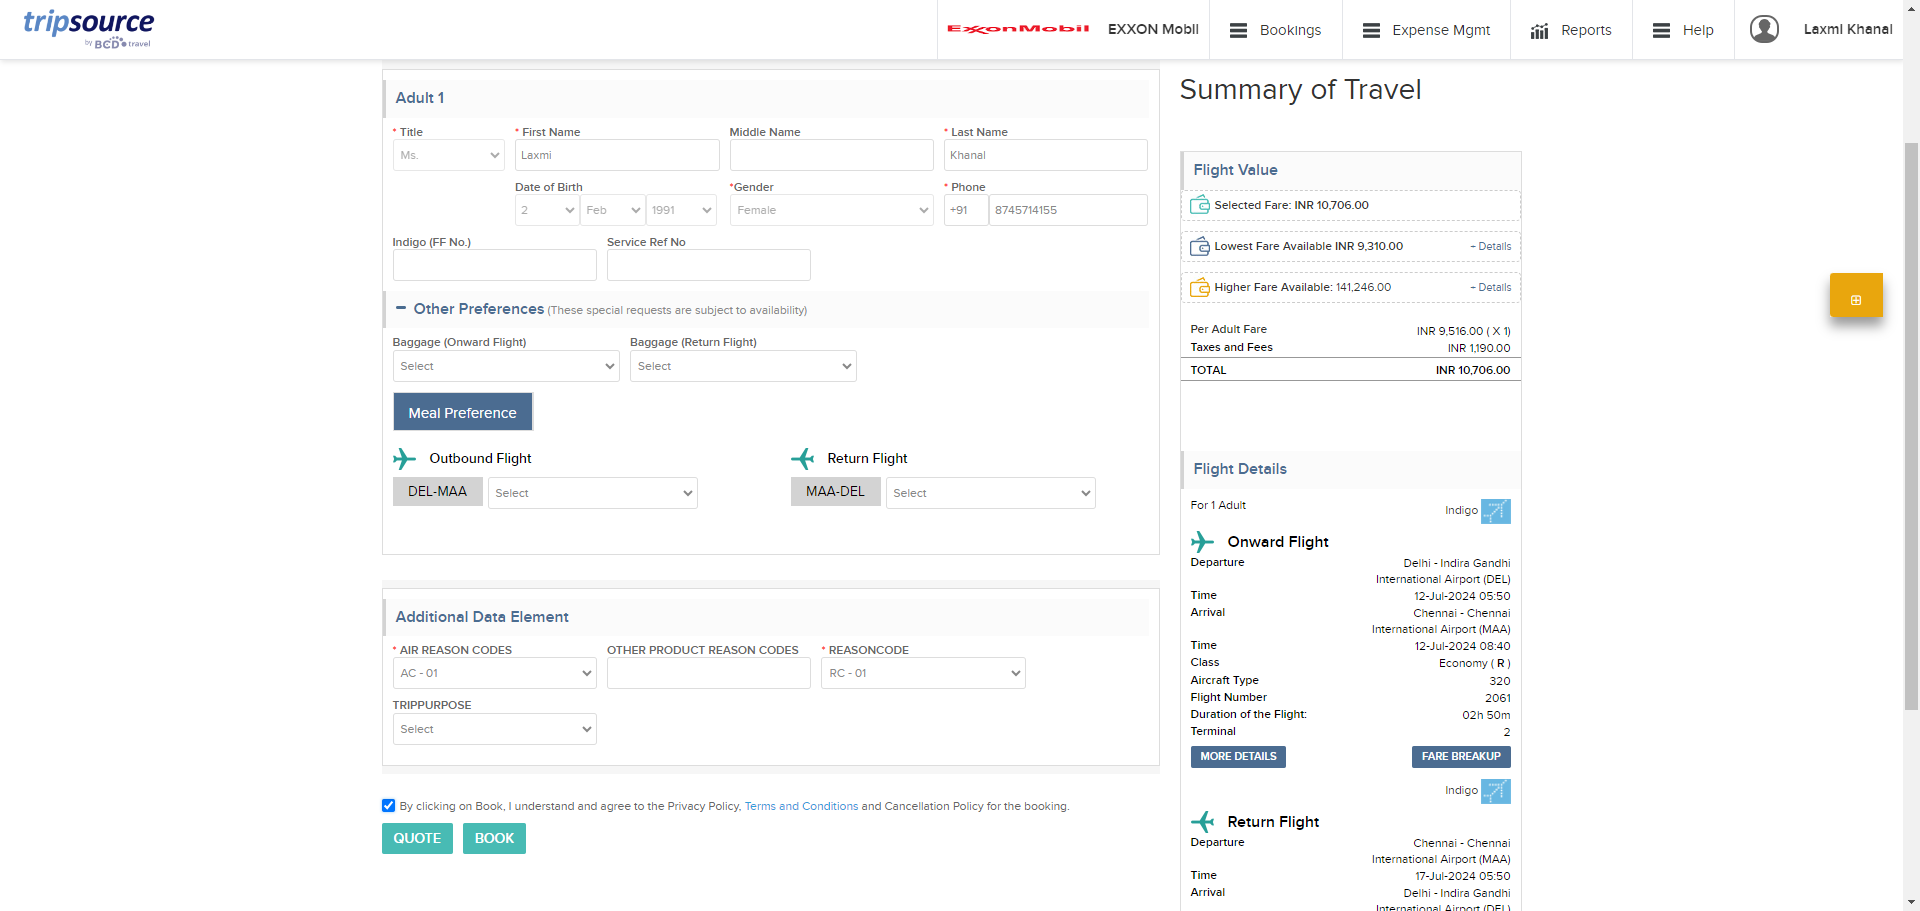 tripsource
by BCD travel
ExxonMobil EXXON Mobil Bookings Expense Mgmt Reports Help Laxmi Khanal
Adult 1
* Title * First Name Middle Name * Last Name
Ms. Laxmi Khanal
Date of Birth *Gender * Phone
2 Feb 1991 Female +91 8745714155
Indigo (FF No.) Service Ref No
Other Preferences (These special requests are subject to availability)
Baggage (Onward Flight) Baggage (Return Flight)
Select Select
Meal Preference
Outbound Flight Return Flight
DEL-MAA Select MAA-DEL Select
Additional Data Element
* AIR REASON CODES OTHER PRODUCT REASON CODES * REASONCODE
AC - 01 RC - 01
TRIPPURPOSE
Select
By clicking on Book, I understand and agree to the Privacy Policy, Terms and Conditions and Cancellation Policy for the booking.
QUOTE BOOK
Summary of Travel
Flight Value
Selected Fare: INR 10,706.00
Lowest Fare Available INR 9,310.00 + Details
Higher Fare Available: 141,246.00 + Details
Per Adult Fare INR 9,516.00 ( X 1)
Taxes and Fees INR 1,190.00
TOTAL INR 10,706.00
Flight Details
For 1 Adult Indigo
Onward Flight
Departure Delhi - Indira Gandhi
International Airport (DEL)
Time 12-Jul-2024 05:50
Arrival Chennai - Chennai
International Airport (MAA)
Time 12-Jul-2024 08:40
Class Economy ( R )
Aircraft Type 320
Flight Number 2061
Duration of the Flight: 02h 50m
Terminal 2
MORE DETAILS FARE BREAKUP
Indigo
Return Flight
Departure Chennai - Chennai
International Airport (MAA)
Time 17-Jul-2024 05:50
Arrival Delhi - Indira Gandhi
International Airport (DEL)